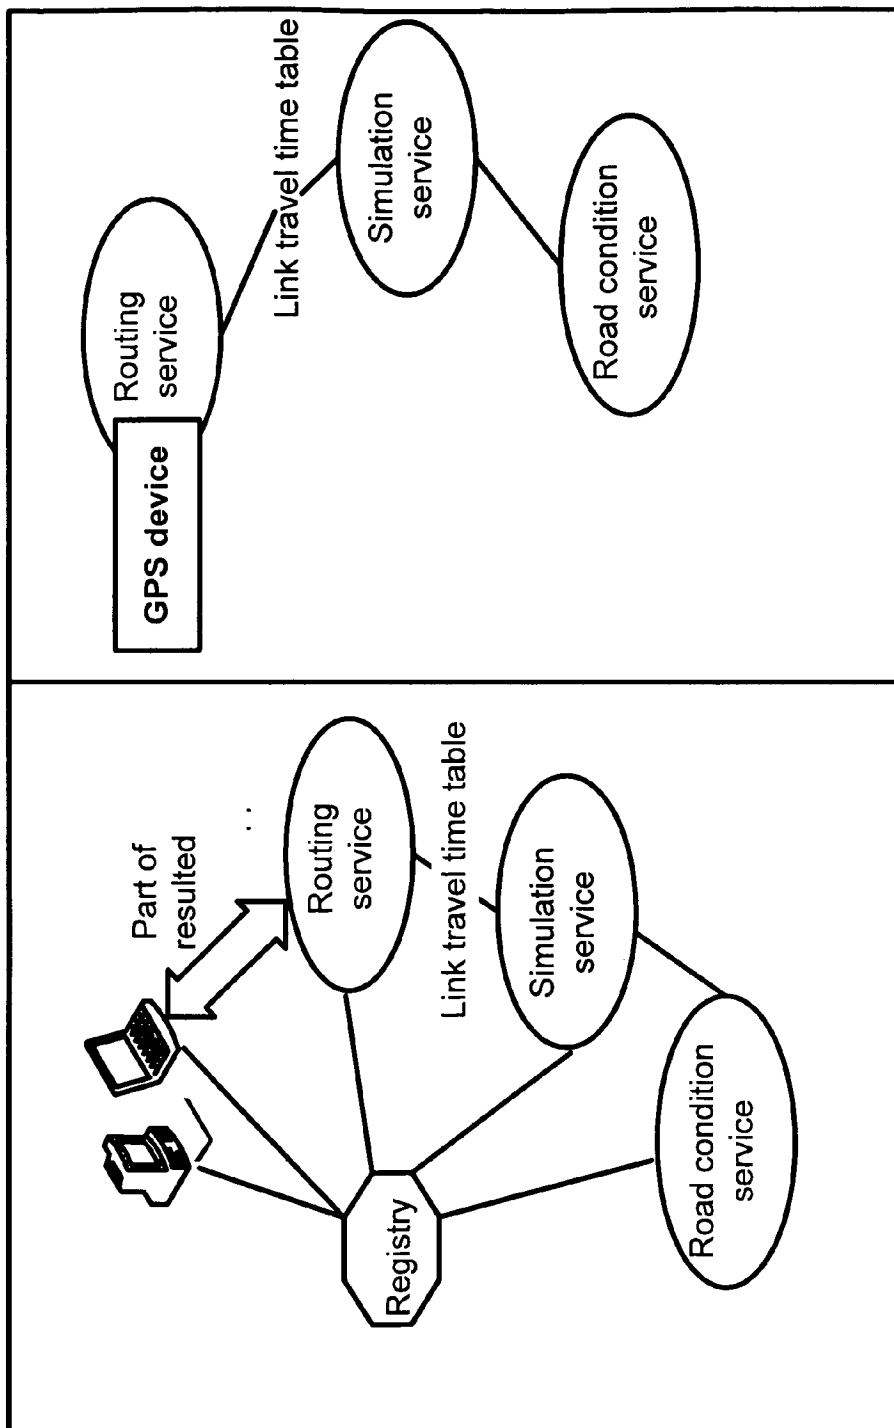 Part of
resulted
. .
Routing
service
Link travel time table
Simulation
service
Registry
Road condition
service
GPS device
Routing
service
Link travel time table
Simulation
service
Road condition
service